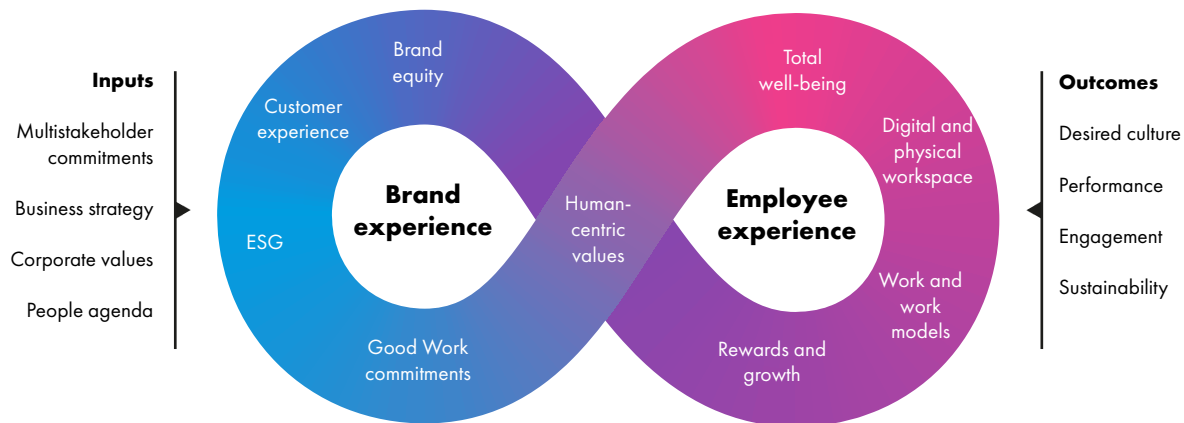 Inputs
Multistakeholder
commitments
Business strategy
Corporate values
People agenda
Brand
equity
Customer
experience
ESG
Good Work
commitments
Brand
experience
Human-
centric
values
Total
well-being
Digital and
physical
workspace
Work and
work
models
Rewards and
growth
Employee
experience
Outcomes
Desired culture
Performance
Engagement
Sustainability